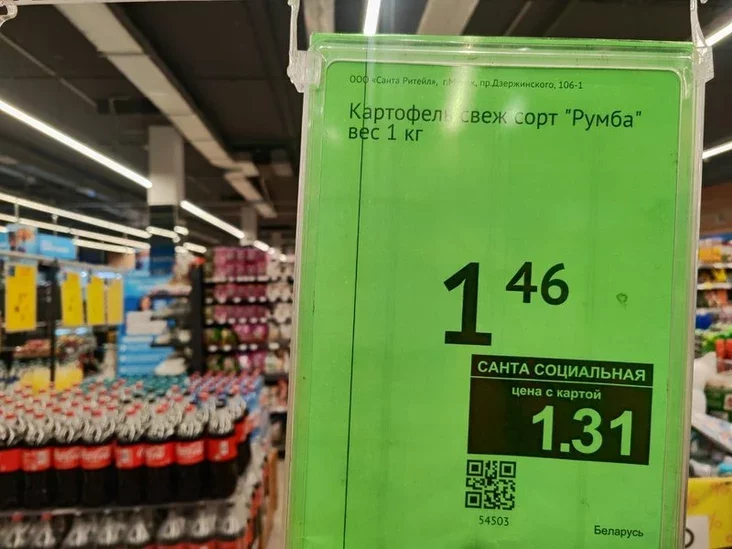 ООО «Санта Ритейл», г.Минск, пр.Дзержинского, 106-1
Картофель свеж сорт "Румба"
вес 1 кг
1 46
САНТА СОЦИАЛЬНАЯ
цена с картой
1.31
54503
Беларусь